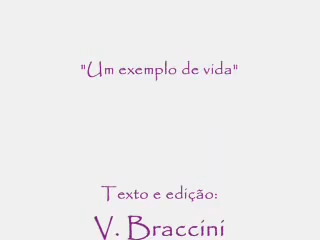 "Um exemplo de vida"
Texto e edição:
V. Braccini